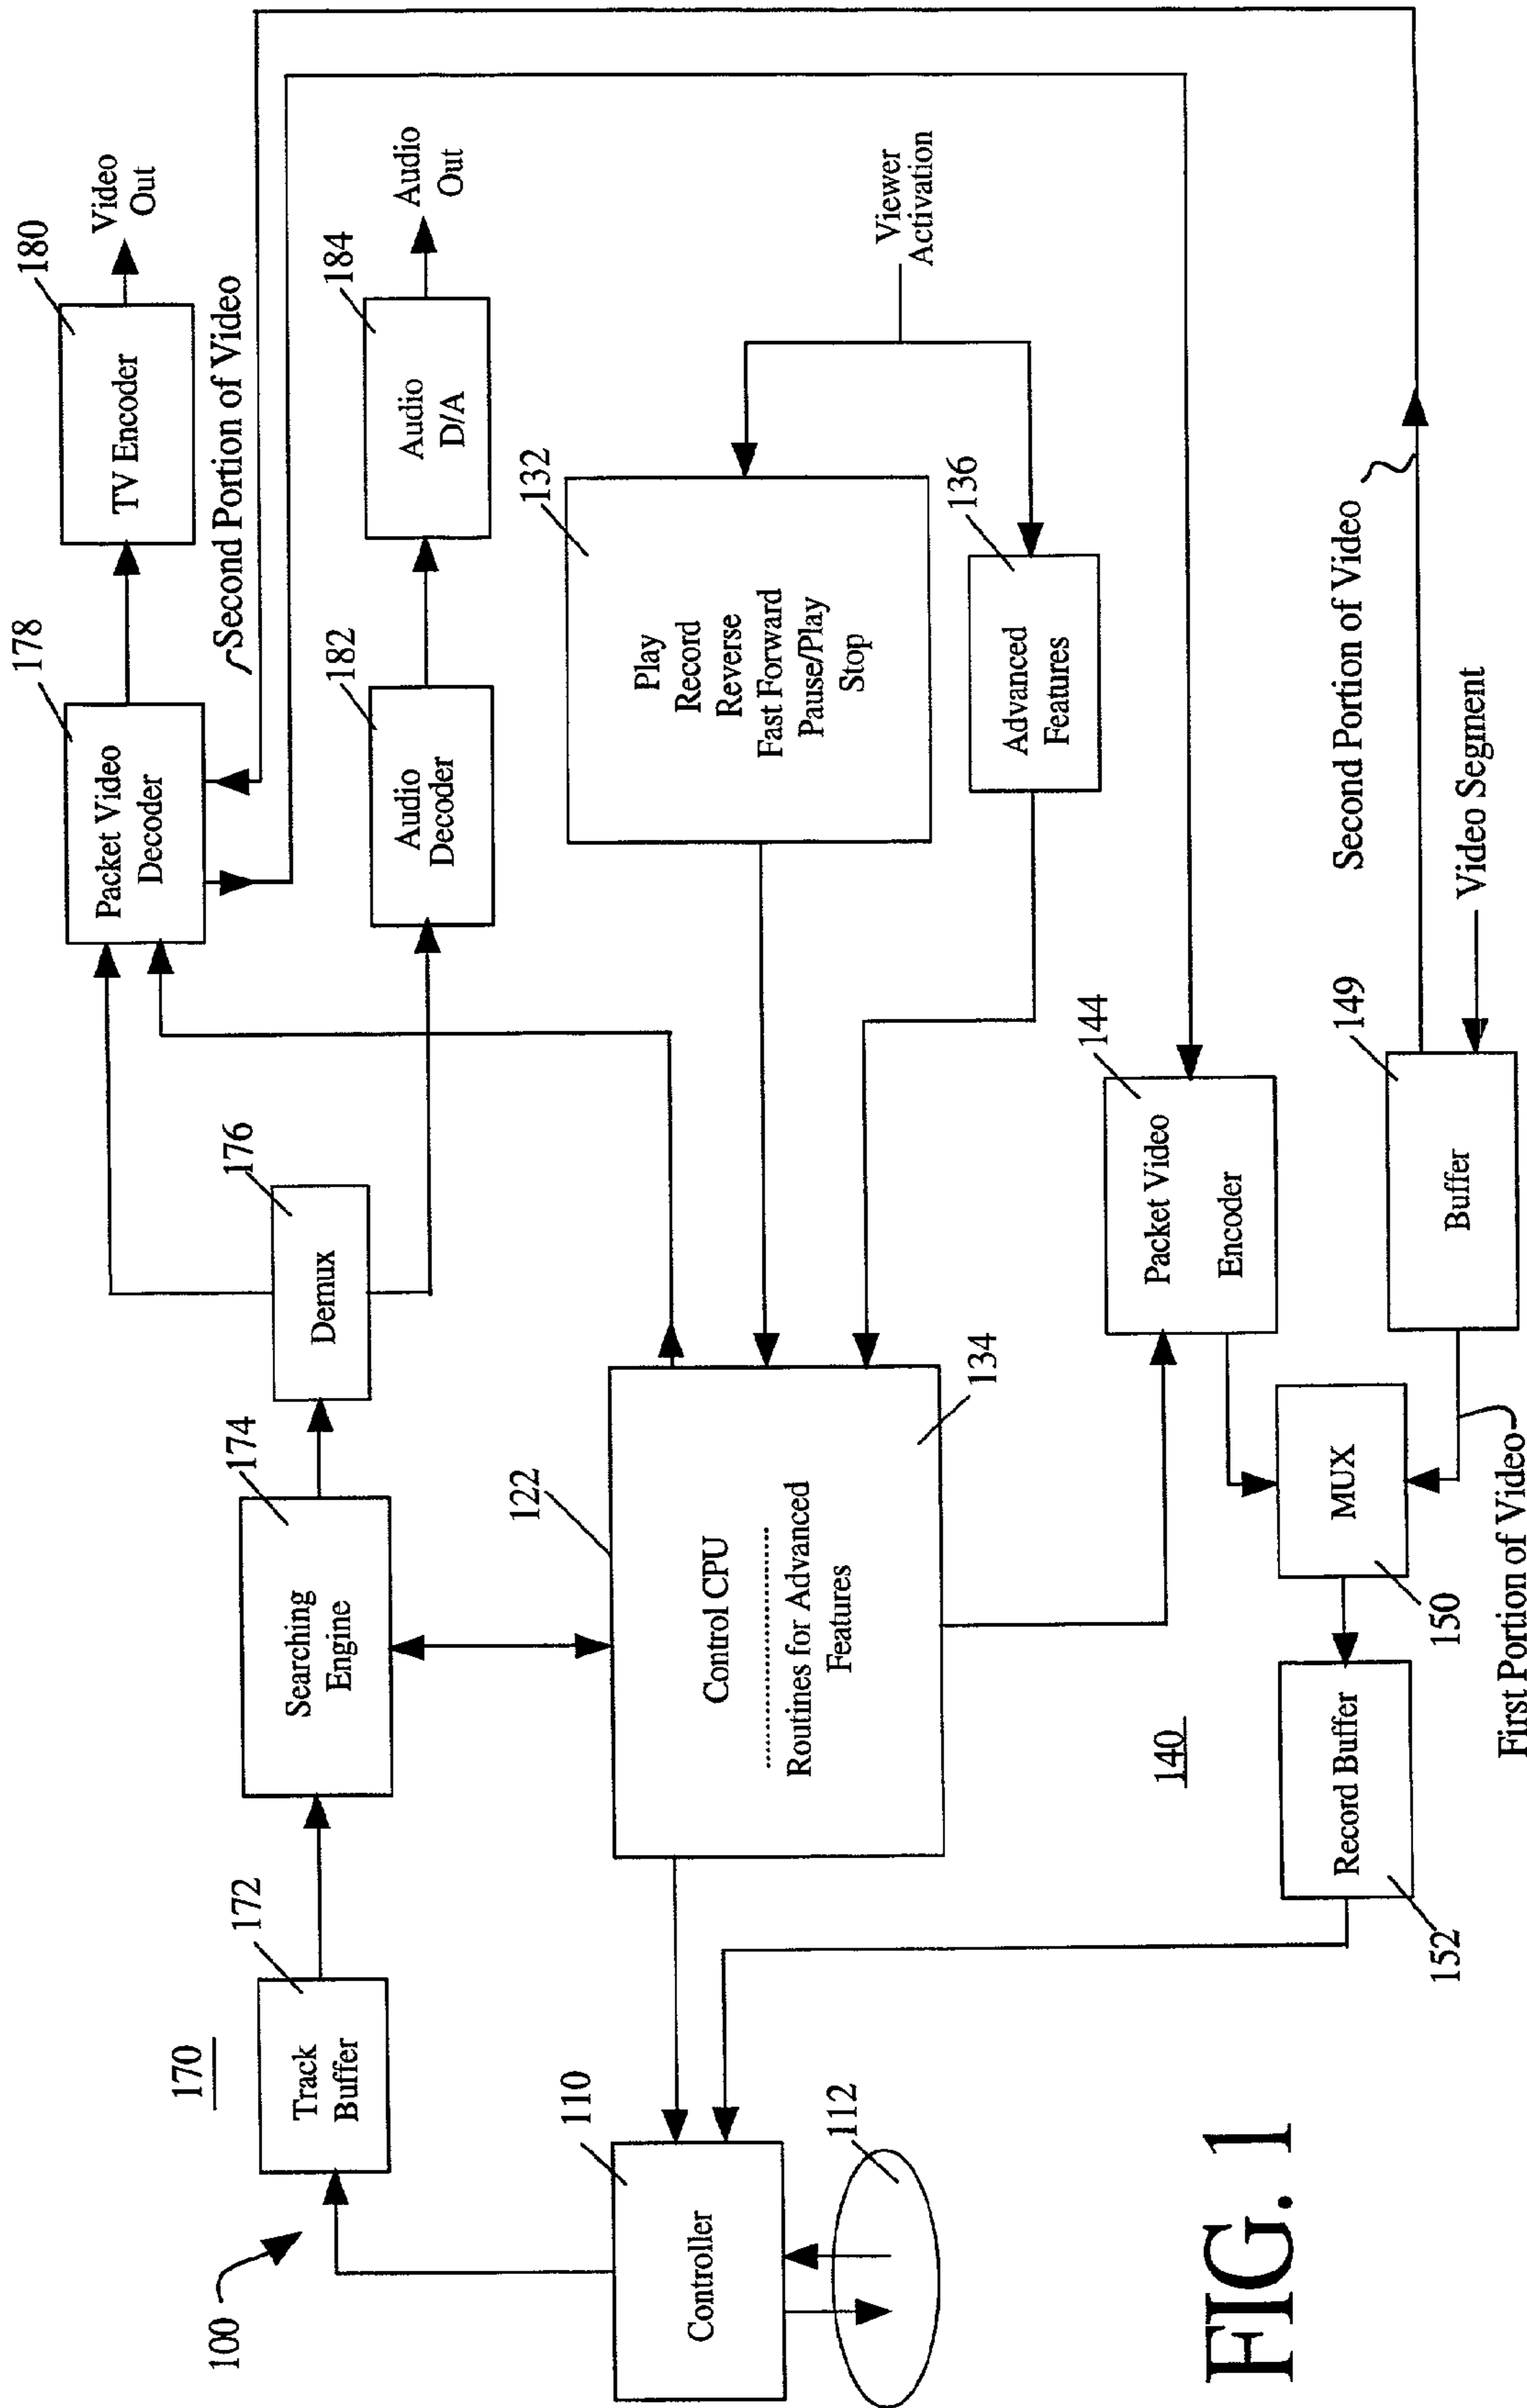 100
170
172
Track
Buffer
174
Searching
Engine
176
Demux
178
Packet Video
Decoder
180
TV Encoder
Video
Out
Second Portion of Video
182
Audio
Decoder
184
Audio
D/A
Audio
Out
110
Controller
112
122
Control CPU
Routines for Advanced
Features
134
132
Play
Record
Reverse
Fast Forward
Pause/Play
Stop
Viewer
Activation
136
Advanced
Features
140
144
Packet Video
Encoder
Second Portion of Video
149
Buffer
Video Segment
MUX
150
Record Buffer
152
First Portion of Video
FIG. 1